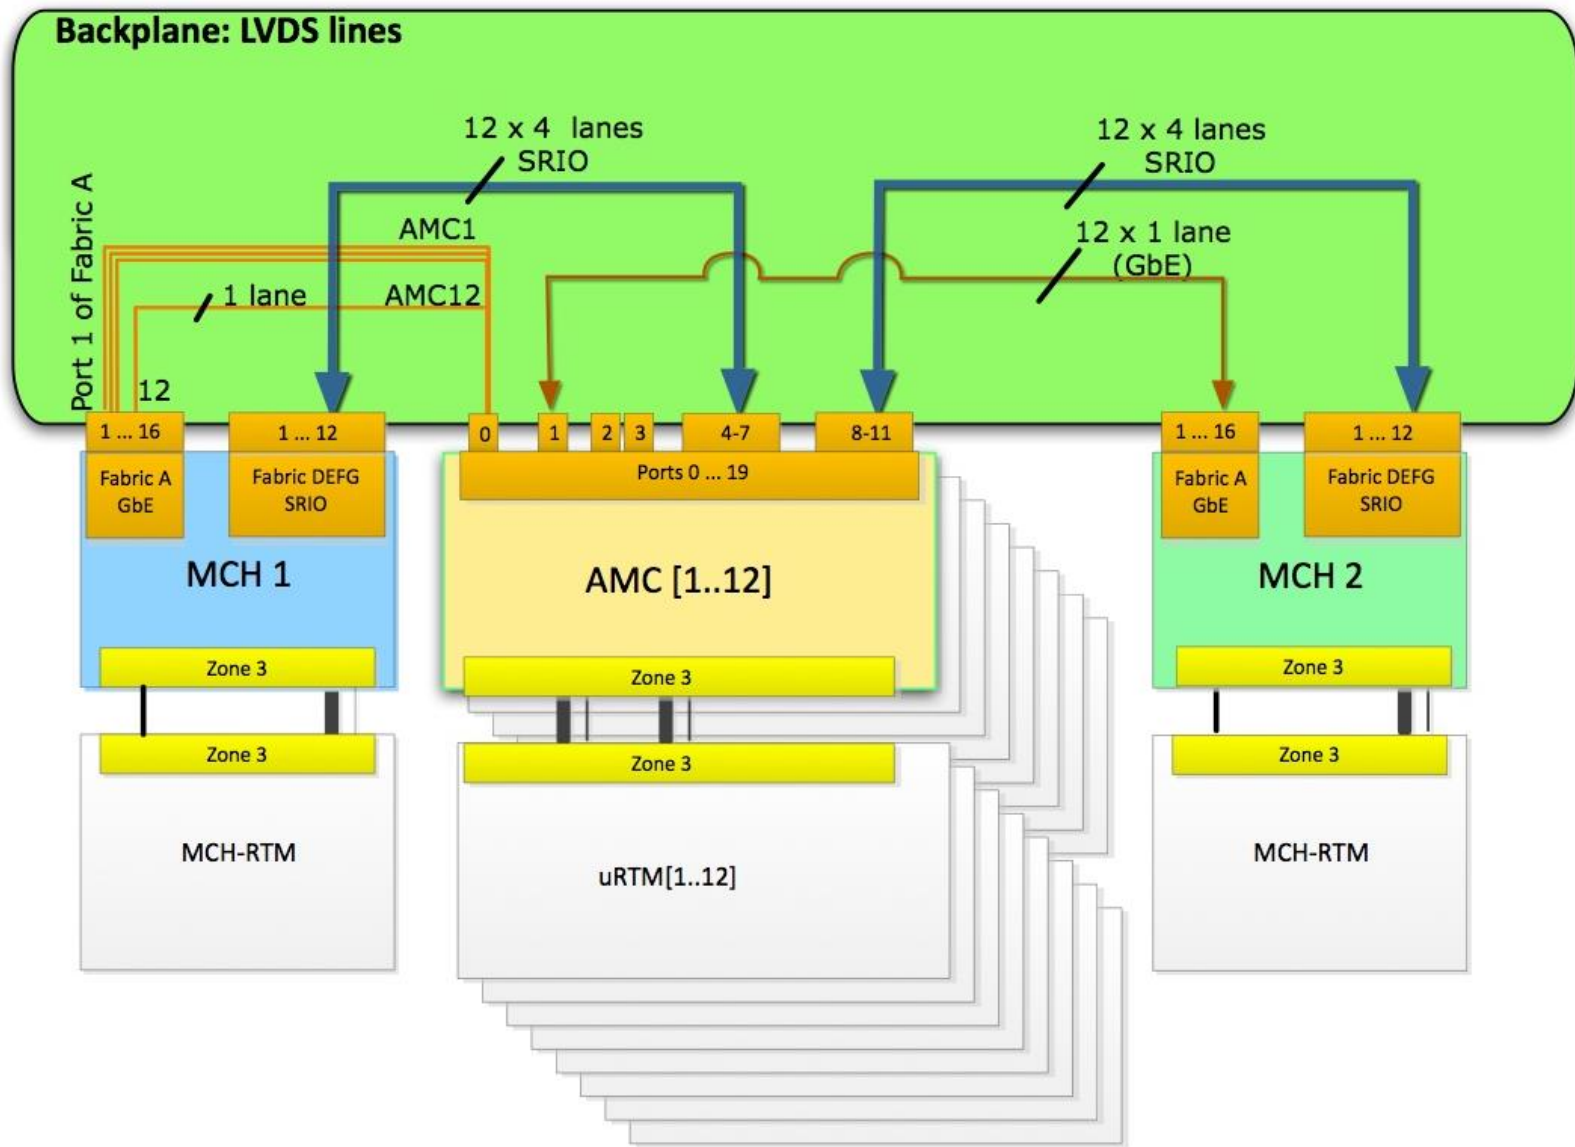 Backplane: LVDS lines
12 x 4  lanes
SRIO
12 x 4 lanes
SRIO
Port 1 of Fabric A
AMC1
12 x 1 lane
(GbE)
1 lane
AMC12
12
1 ... 16
1 ... 12
0
1
2
3
4-7
8-11
1 ... 16
1 ... 12
Fabric A
GbE
Fabric DEFG
SRIO
Ports 0 ... 19
Fabric A
GbE
Fabric DEFG
SRIO
MCH 1
AMC [1..12]
MCH 2
Zone 3
Zone 3
Zone 3
Zone 3
Zone 3
Zone 3
MCH-RTM
uRTM[1..12]
MCH-RTM